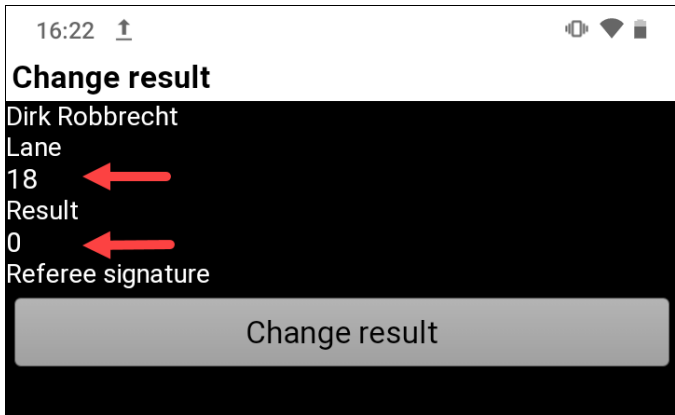 16:22
Change result
Dirk Robbrecht
Lane
18
Result
0
Referee signature
Change result